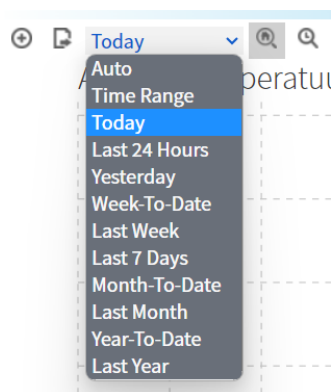 Today
Auto
Time Range
Today
Last 24 Hours
Yesterday
Week-To-Date
Last Week
Last 7 Days
Month-To-Date
Last Month
Year-To-Date
Last Year